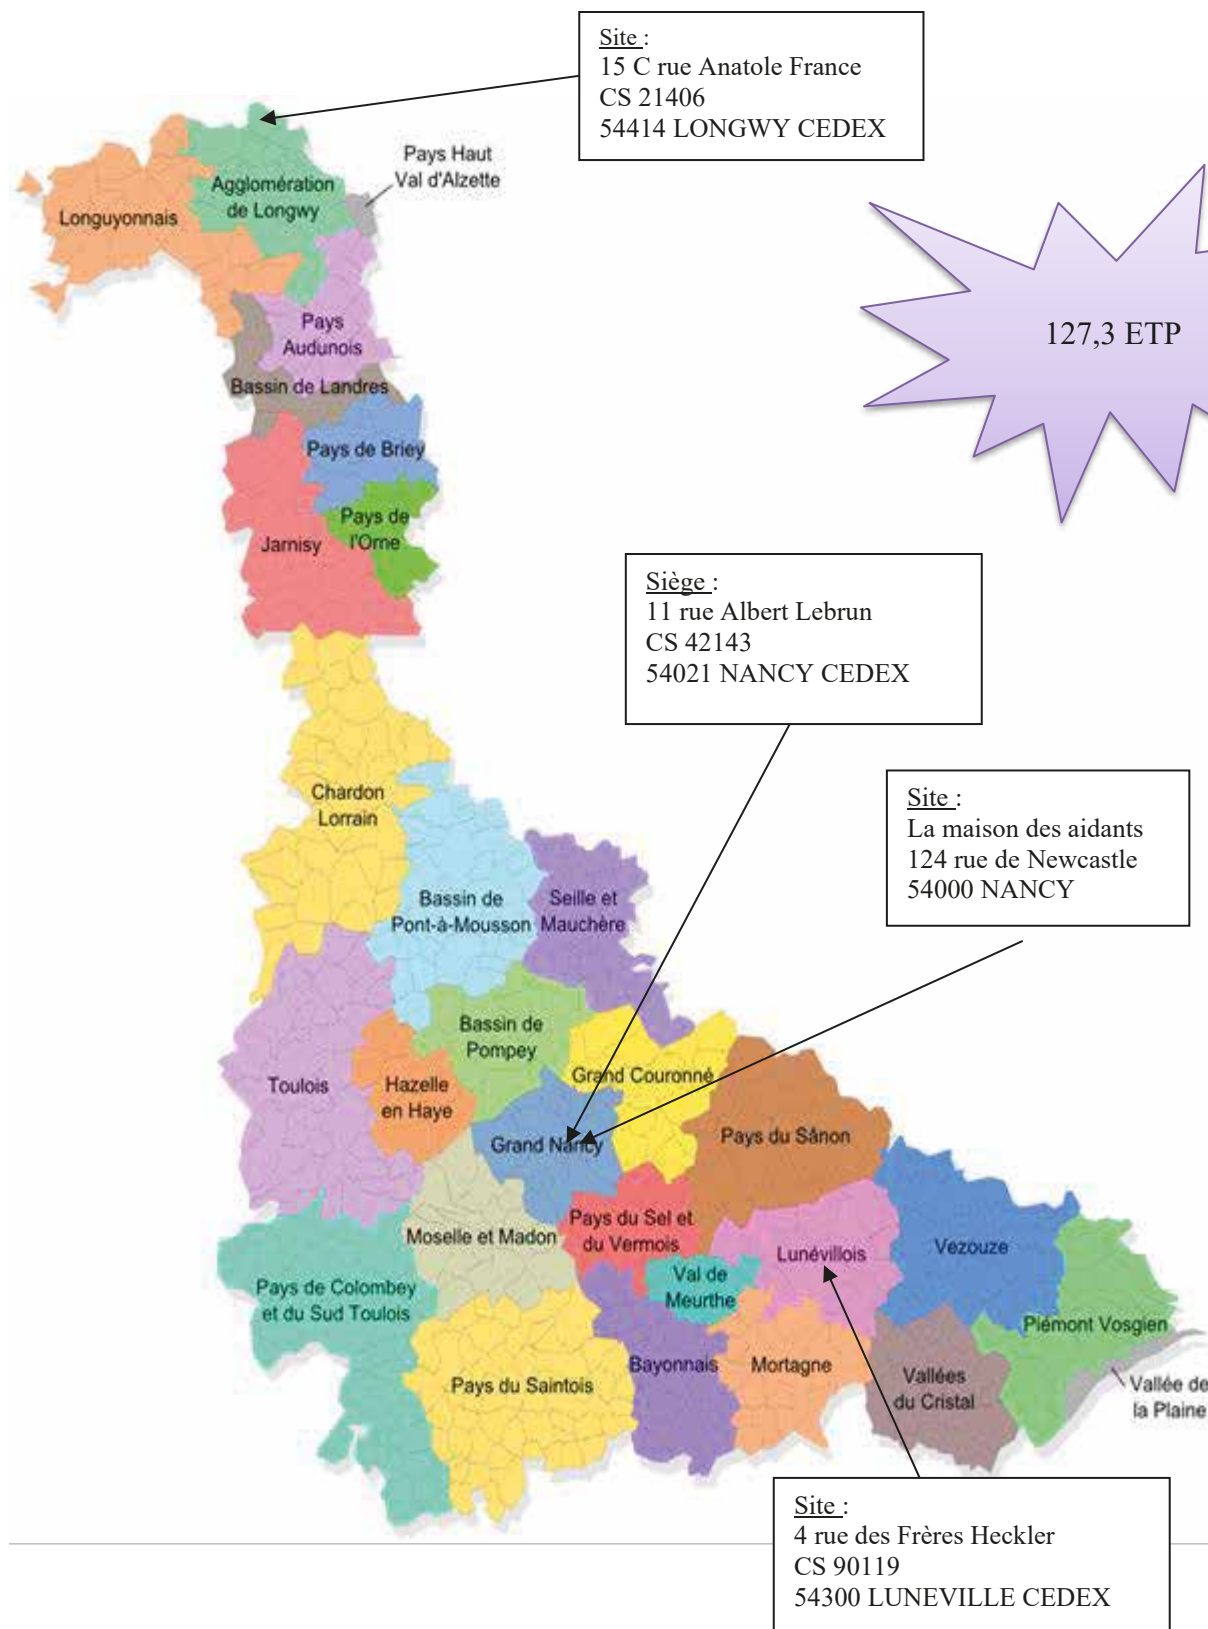 Site :
15 C rue Anatole France
CS 21406
54414 LONGWY CEDEX
Pays Haut
Val d'Alzette
Agglomération
de Longwy
Longuyonnais
127,3 ETP
Pays
Audunois
Bassin de Landres
Pays de Briey
Pays de
l'Orne
Jarnisy
Siège :
11 rue Albert Lebrun
CS 42143
54021 NANCY CEDEX
Chardon
Lorrain
Site :
La maison des aidants
124 rue de Newcastle
54000 NANCY
Bassin de
Pont-à-Mousson
Seille et
Mauchère
Bassin de
Pompey
Grand Couronné
Toulois
Hazelle
en Haye
Grand Nancy
Pays du Sânon
Moselle et Madon
Pays du Sel et
du Vermois
Lunévillois
Vezouze
Val de
Meurthe
Pays de Colombey
et du Sud Toulois
Piémont Vosgien
Bayonnais
Mortagne
Pays du Saintois
Vallées
du Cristal
Vallée de
la Plaine
Site :
4 rue des Frères Heckler
CS 90119
54300 LUNEVILLE CEDEX